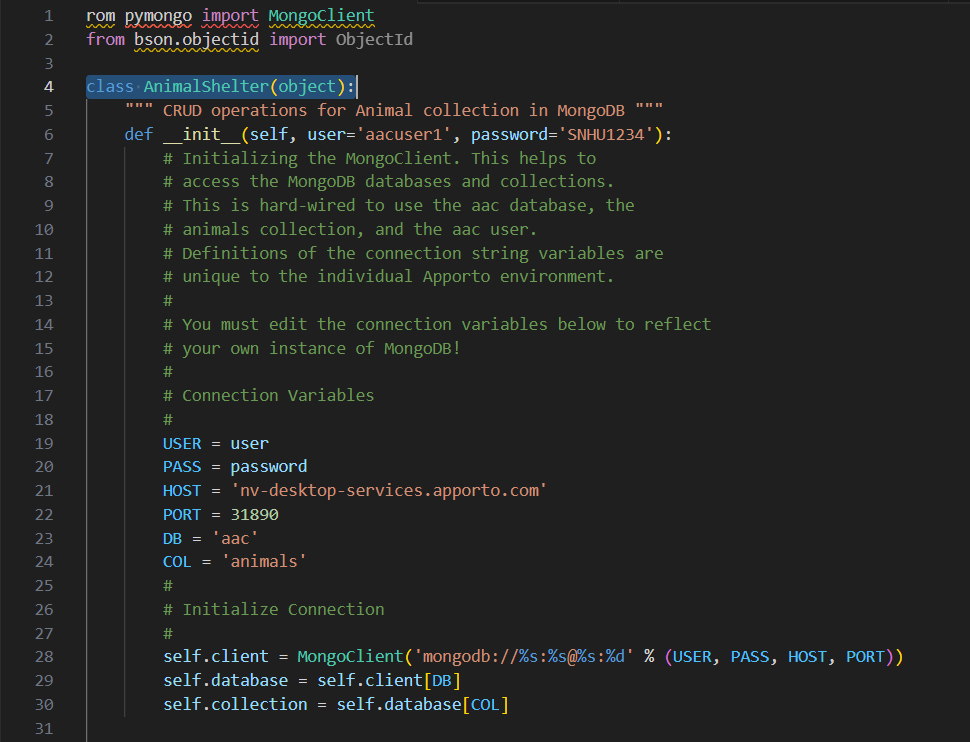 1 rom pymongo import MongoClient
2 from bson.objectid import ObjectId
3
4 class AnimalShelter(object):
5     """ CRUD operations for Animal collection in MongoDB """
6     def __init__(self, user='aacuser1', password='SNHU1234'):
7         # Initializing the MongoClient. This helps to
8         # access the MongoDB databases and collections.
9         # This is hard-wired to use the aac database, the
10         # animals collection, and the aac user.
11         # Definitions of the connection string variables are
12         # unique to the individual Apporto environment.
13         #
14         # You must edit the connection variables below to reflect
15         # your own instance of MongoDB!
16         #
17         # Connection Variables
18         #
19         USER = user
20         PASS = password
21         HOST = 'nv-desktop-services.apporto.com'
22         PORT = 31890
23         DB = 'aac'
24         COL = 'animals'
25         #
26         # Initialize Connection
27         #
28         self.client = MongoClient('mongodb://%s:%s@%s:%d' % (USER, PASS, HOST, PORT))
29         self.database = self.client[DB]
30         self.collection = self.database[COL]
31